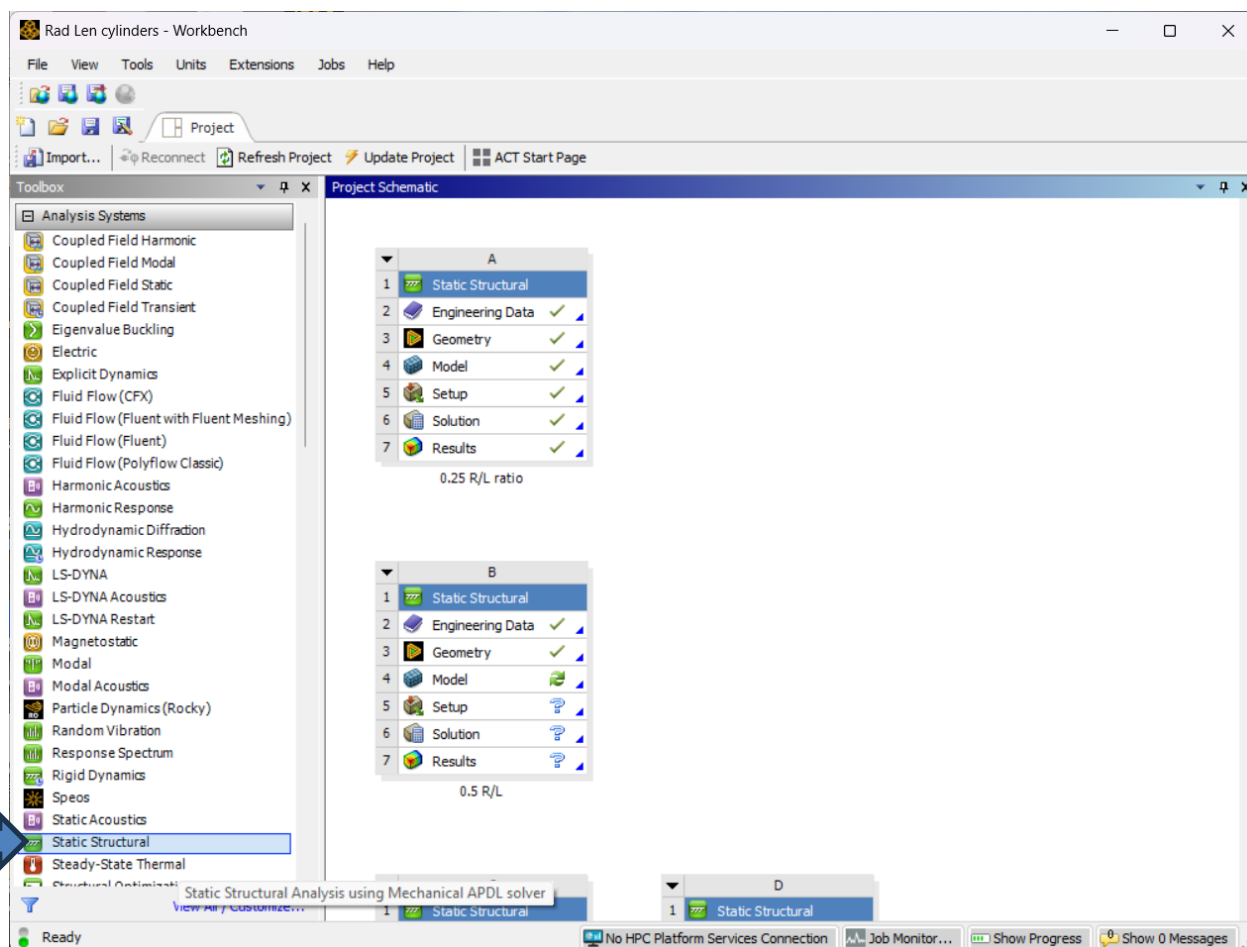 Rad Len cylinders - Workbench
File View Tools Units Extensions Jobs Help
Project
Import... Reconnect Refresh Project Update Project ACT Start Page
Toolbox
Analysis Systems
Coupled Field Harmonic
Coupled Field Modal
Coupled Field Static
Coupled Field Transient
Eigenvalue Buckling
Electric
Explicit Dynamics
Fluid Flow (CFX)
Fluid Flow (Fluent with Fluent Meshing)
Fluid Flow (Fluent)
Fluid Flow (Polyflow Classic)
Harmonic Acoustics
Harmonic Response
Hydrodynamic Diffraction
Hydrodynamic Response
LS-DYNA
LS-DYNA Acoustics
LS-DYNA Restart
Magnetostatic
Modal
Modal Acoustics
Particle Dynamics (Rocky)
Random Vibration
Response Spectrum
Rigid Dynamics
Speos
Static Acoustics
Static Structural
Steady-State Thermal
Static Structural Analysis using Mechanical APDL solver
View All / Customize...
Project Schematic
A
1 Static Structural
2 Engineering Data
3 Geometry
4 Model
5 Setup
6 Solution
7 Results
0.25 R/L ratio
B
1 Static Structural
2 Engineering Data
3 Geometry
4 Model
5 Setup
6 Solution
7 Results
0.5 R/L
1 Static Structural
D
1 Static Structural
Ready
No HPC Platform Services Connection Job Monitor... Show Progress Show 0 Messages